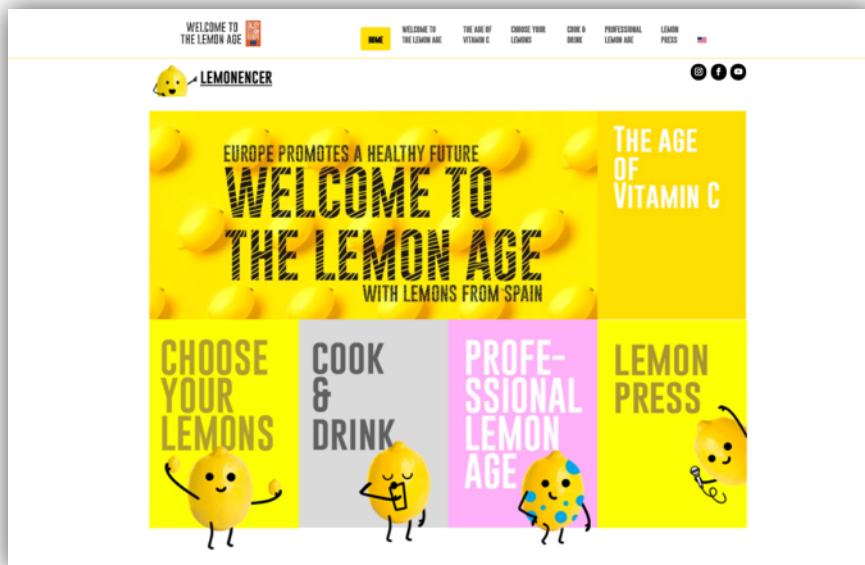 WELCOME TO
THE LEMON AGE
HOME
WELCOME TO
THE LEMON AGE
THE AGE OF
VITAMIN C
CHOOSE YOUR
LEMONS
COOK &
DRINK
PROFESSIONAL
LEMON AGE
LEMON
PRESS
LEMONENCER
EUROPE PROMOTES A HEALTHY FUTURE
WELCOME TO
THE LEMON AGE
WITH LEMONS FROM SPAIN
THE AGE
OF
VITAMIN C
CHOOSE
YOUR
LEMONS
COOK
&
DRINK
PROFE-
SSIONAL
LEMON
AGE
LEMON
PRESS